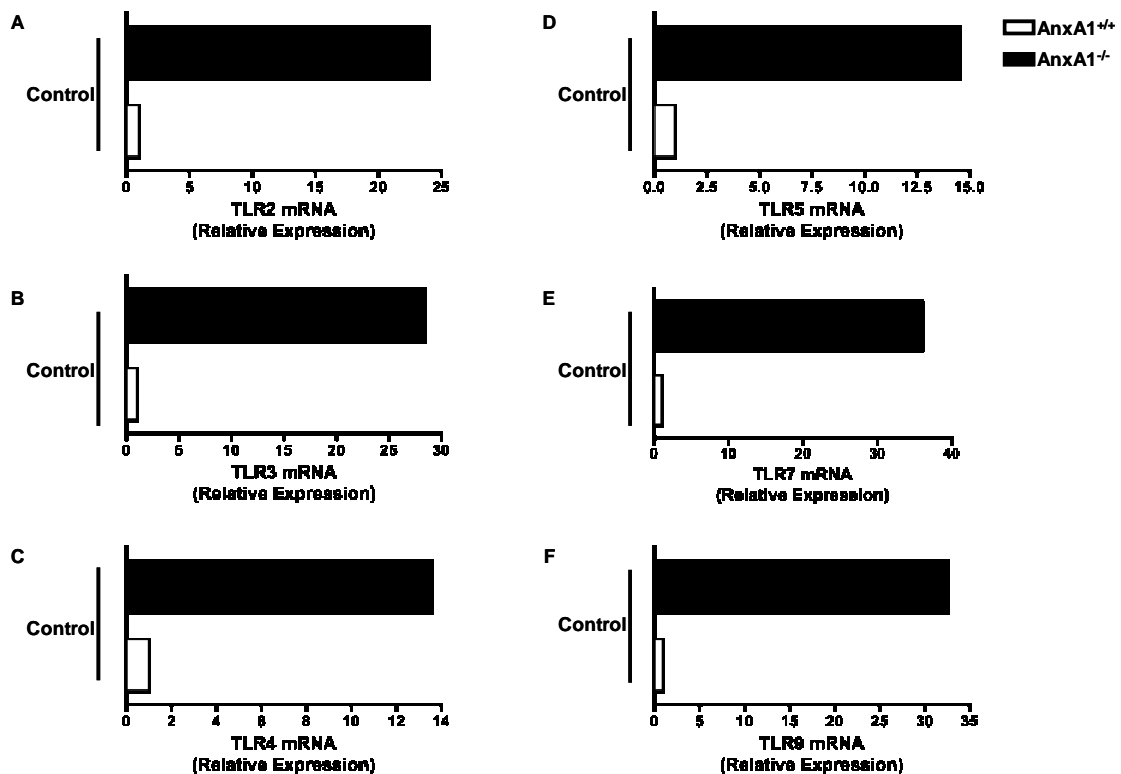 A
Control
0 5 10 15 20 25
TLR2 mRNA
(Relative Expression)
B
Control
0 5 10 15 20 25 30
TLR3 mRNA
(Relative Expression)
C
Control
0 2 4 6 8 10 12 14
TLR4 mRNA
(Relative Expression)
D
Control
0.0 2.5 5.0 7.5 10.0 12.5 15.0
TLR5 mRNA
(Relative Expression)
E
Control
0 10 20 30 40
TLR7 mRNA
(Relative Expression)
F
Control
0 5 10 15 20 25 30 35
TLR9 mRNA
(Relative Expression)
AnxA1+/+
AnxA1-/-